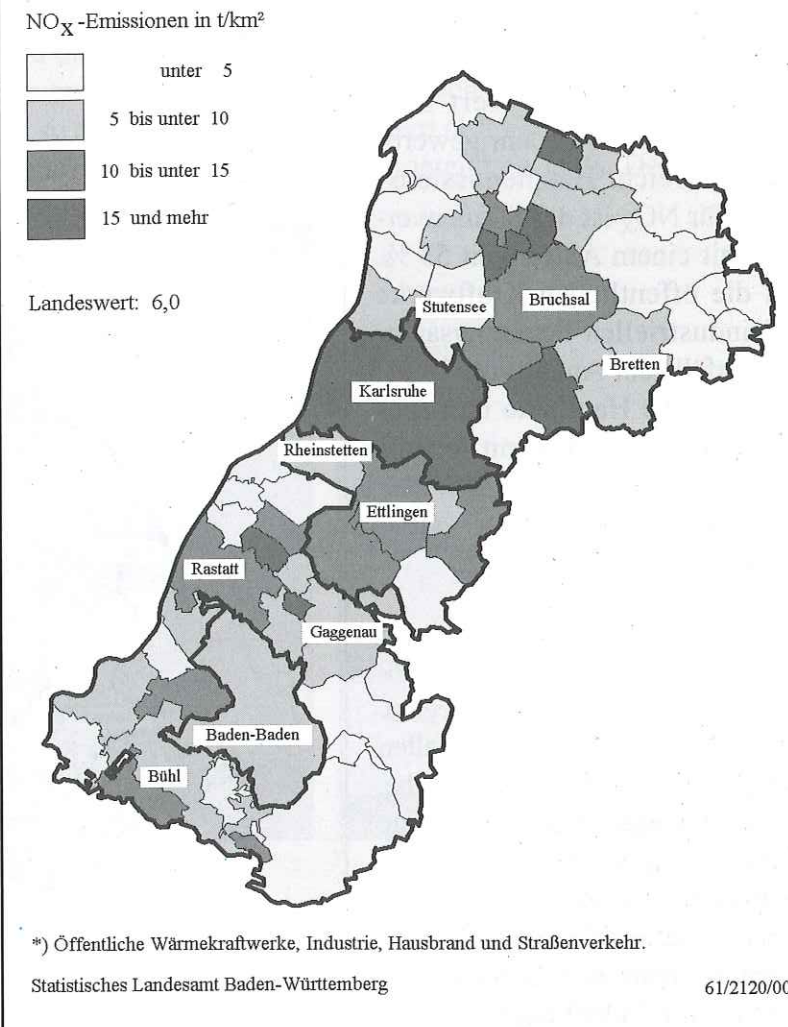 NOX-Emissionen in t/km²
unter 5
5 bis unter 10
10 bis unter 15
15 und mehr
Landeswert: 6,0
Stutensee
Bruchsal
Bretten
Karlsruhe
Rheinstetten
Ettlingen
Rastatt
Gaggenau
Baden-Baden
Bühl
*) Öffentliche Wärmekraftwerke, Industrie, Hausbrand und Straßenverkehr.
Statistisches Landesamt Baden-Württemberg
61/2120/00